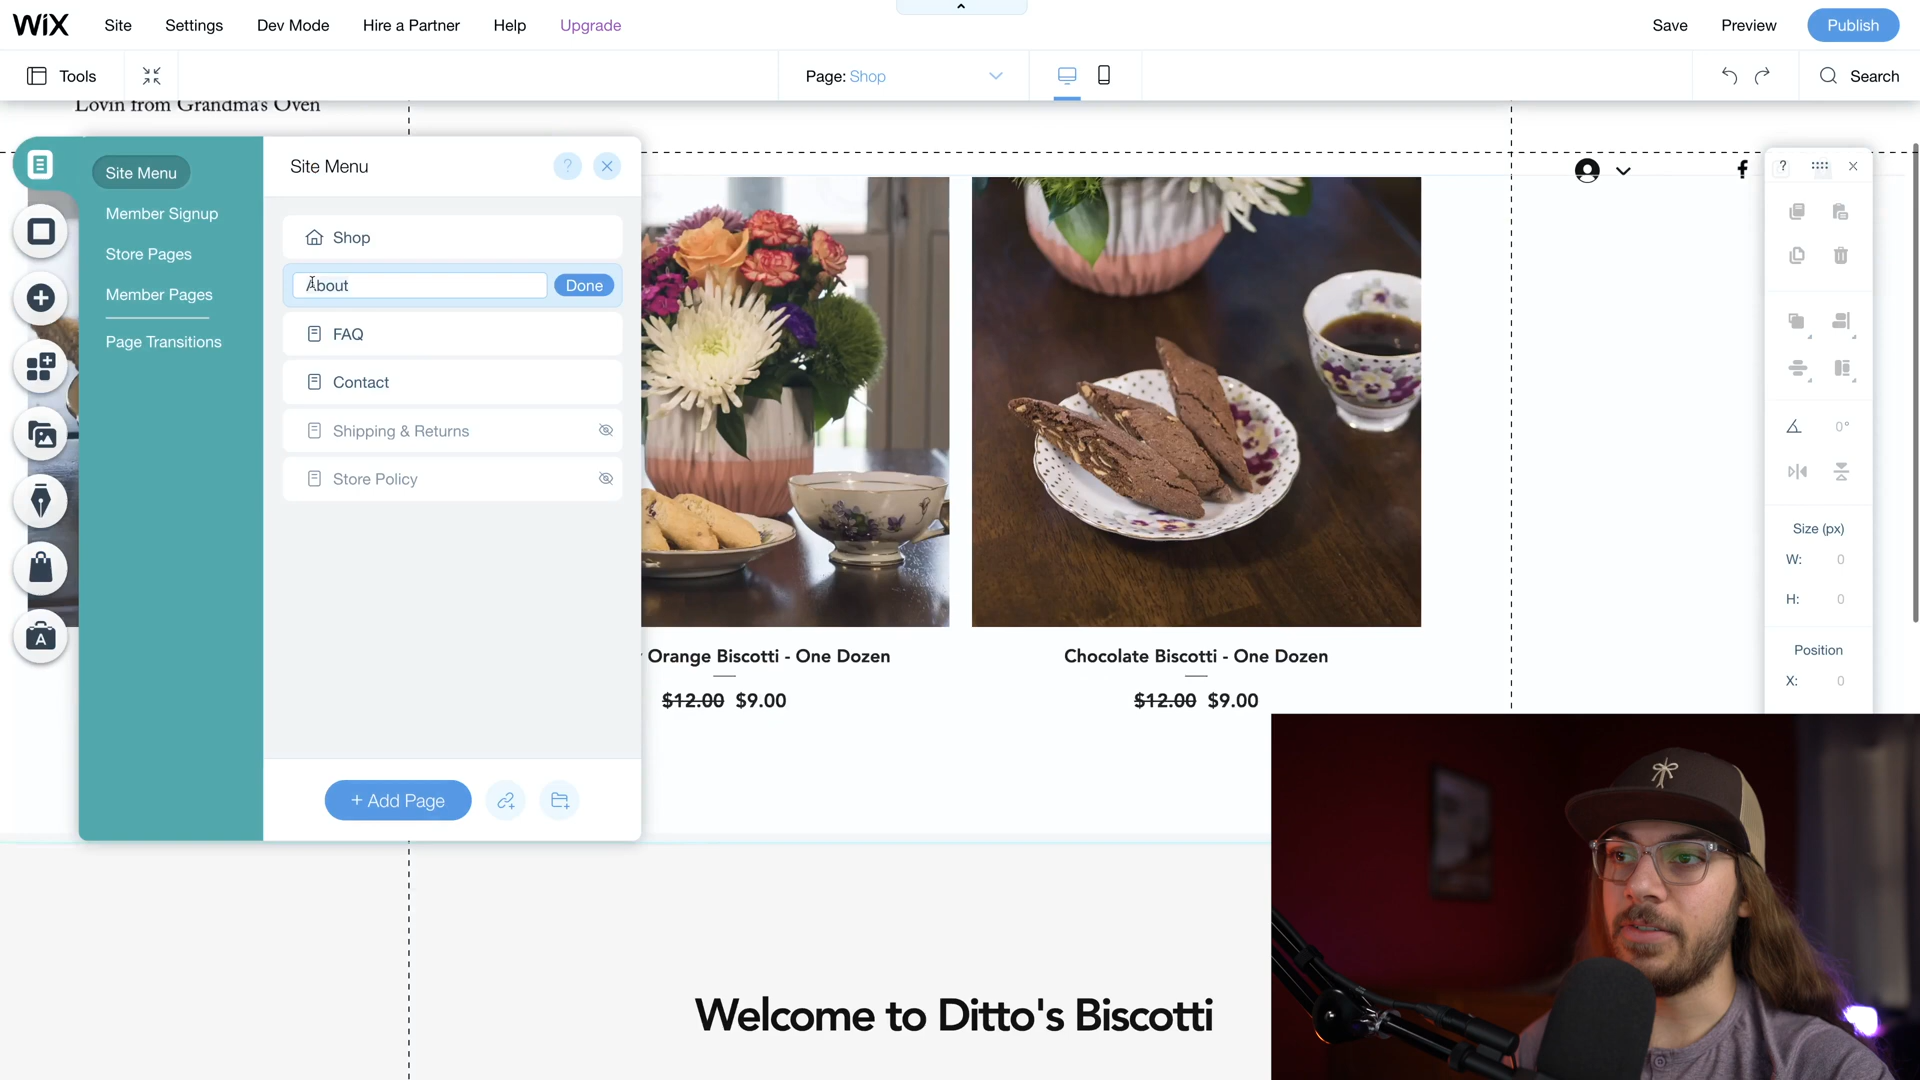 WiX
Site
Settings
Dev Mode
Hire a Partner
Help
Upgrade
Save
Preview
Publish
Tools
Page: Shop
Search
Lovin from Grandma's Oven
Site Menu
Member Signup
Store Pages
Member Pages
Page Transitions
Site Menu
?
Shop
About
Done
FAQ
Contact
Shipping & Returns
Store Policy
+ Add Page
Orange Biscotti - One Dozen
$12.00 $9.00
Chocolate Biscotti - One Dozen
$12.00 $9.00
?
0°
Size (px)
W: 0
H: 0
Position
X: 0
A
Welcome to Ditto's Biscotti